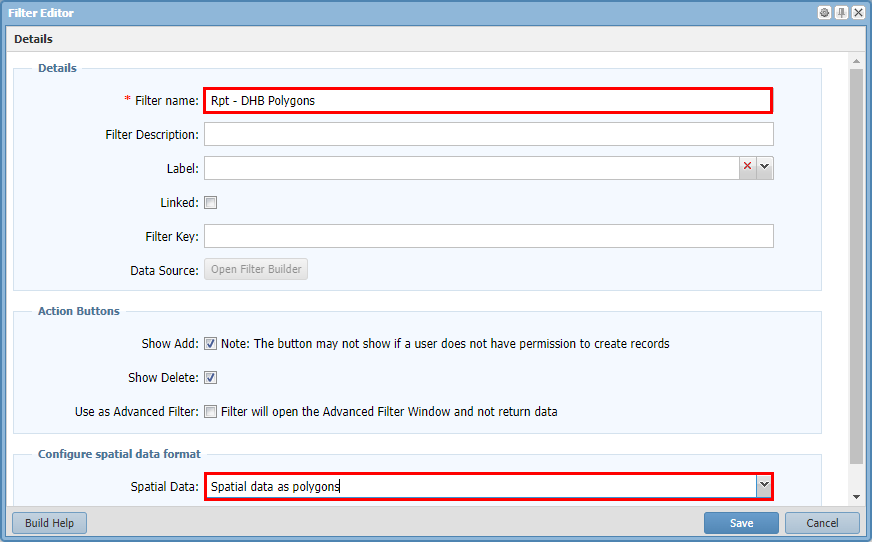 Filter Editor
Details
Details
* Filter name: Rpt - DHB Polygons
Filter Description:
Label:
Linked:
Filter Key:
Data Source: Open Filter Builder
Action Buttons
Show Add: Note: The button may not show if a user does not have permission to create records
Show Delete:
Use as Advanced Filter: Filter will open the Advanced Filter Window and not return data
Configure spatial data format
Spatial Data: Spatial data as polygons
Build Help Save Cancel